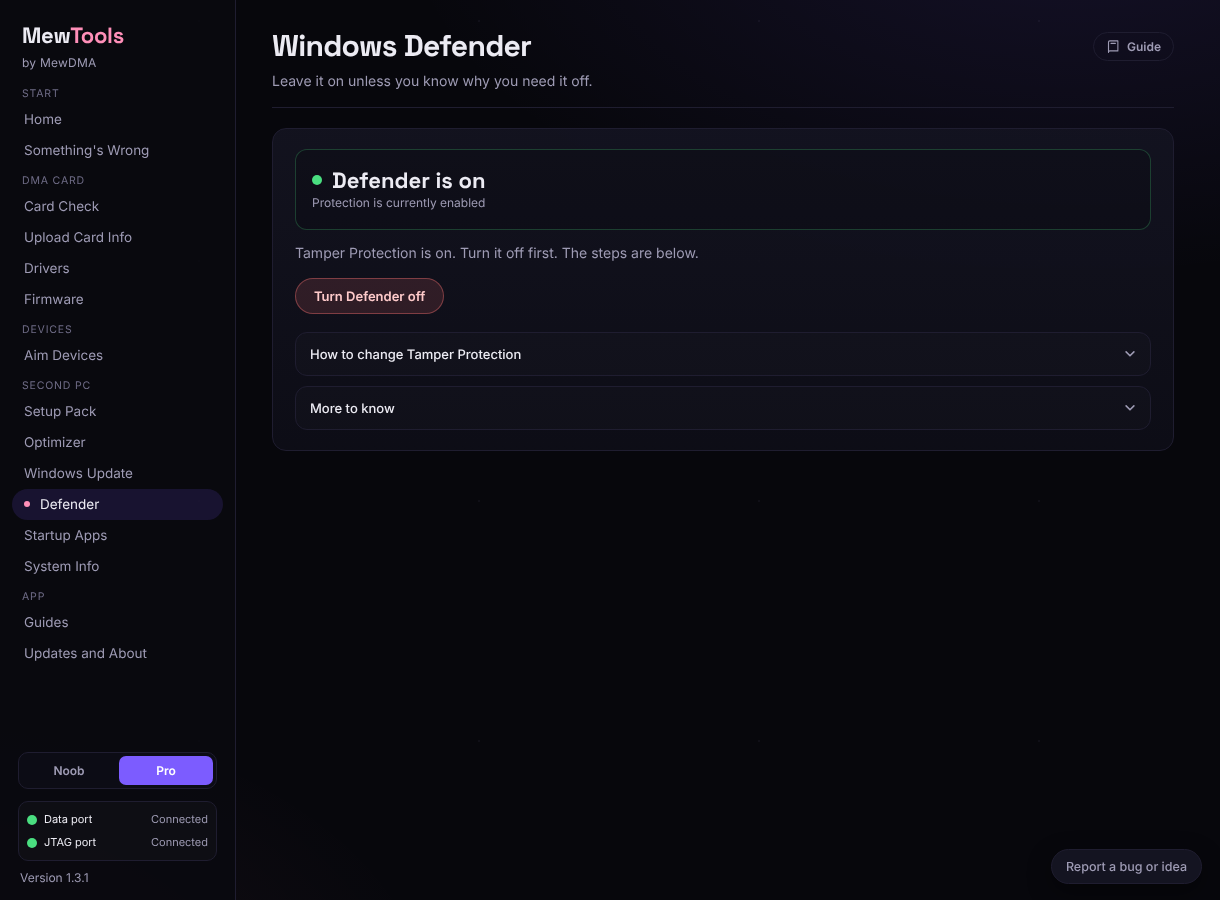 MewTools
by MewDMA
START
Home
Something's Wrong
DMA CARD
Card Check
Upload Card Info
Drivers
Firmware
DEVICES
Aim Devices
SECOND PC
Setup Pack
Optimizer
Windows Update
Defender
Startup Apps
System Info
APP
Guides
Updates and About
Noob
Pro
Data port
Connected
JTAG port
Connected
Version 1.3.1
Windows Defender
Guide
Leave it on unless you know why you need it off.
Defender is on
Protection is currently enabled
Tamper Protection is on. Turn it off first. The steps are below.
Turn Defender off
How to change Tamper Protection
More to know
Report a bug or idea